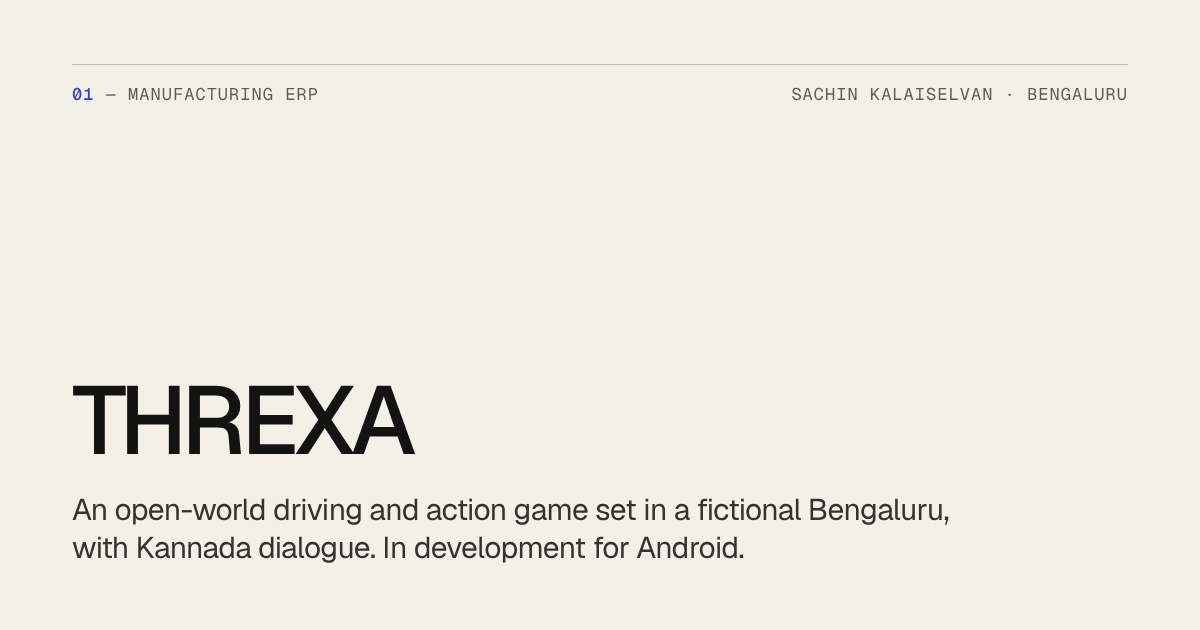 01 — MANUFACTURING ERP
SACHIN KALAISELVAN · BENGALURU
THREXA
An open-world driving and action game set in a fictional Bengaluru,
with Kannada dialogue. In development for Android.